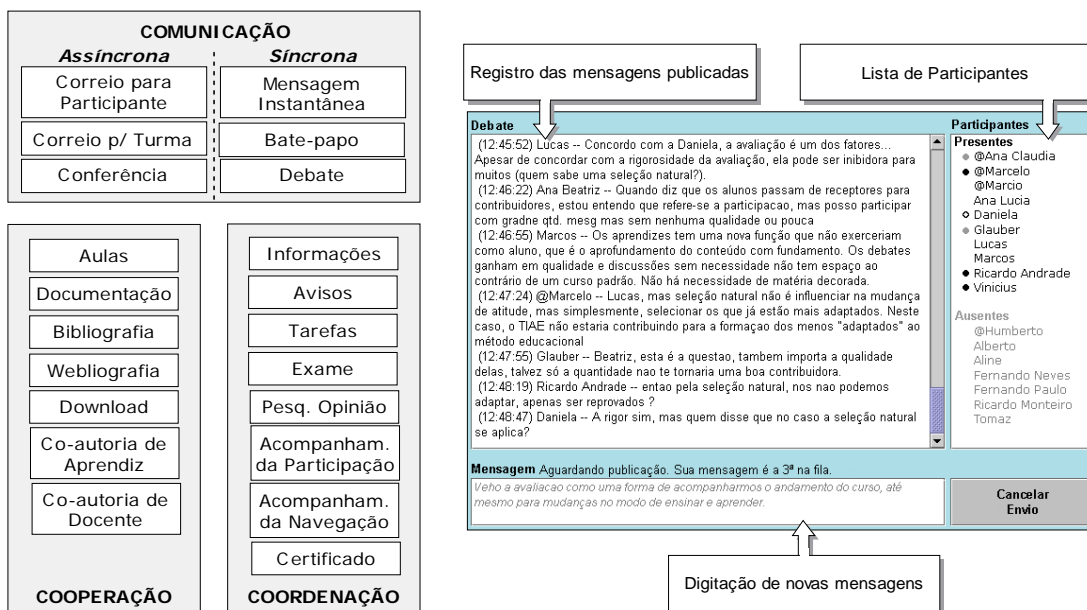 COMUNICAÇÃO
Assíncrona
Síncrona
Correio para
Participante
Mensagem
Instantânea
Correio p/ Turma
Bate-papo
Conferência
Debate
Aulas
Documentação
Bibliografia
Webliografia
Download
Co-autoria de
Aprendiz
Co-autoria de
Docente
COOPERAÇÃO
Informações
Avisos
Tarefas
Exame
Pesq. Opinião
Acompanham.
da Participação
Acompanham.
da Navegação
Certificado
COORDENAÇÃO
Registro das mensagens publicadas
Lista de Participantes
Debate
(12:45:52) Lucas -- Concordo com a Daniela, a avaliação é um dos fatores...
Apesar de concordar com a rigorosidade da avaliação, ela pode ser inibidora para
muitos (quem sabe uma seleção natural?).
(12:46:22) Ana Beatriz -- Quando diz que os alunos passam de receptores para
contribuidores, estou entendo que refere-se a participacao, mas posso participar
com gradne qtd. mesg mas sem nenhuma qualidade ou pouca
(12:46:55) Marcos -- Os aprendizes tem uma nova função que não exerceriam
como aluno, que é o aprofundamento do conteúdo com fundamento. Os debates
ganham em qualidade e discussões sem necessidade não tem espaço ao
contrário de um curso padrão. Não há necessidade de matéria decorada.
(12:47:24) @Marcelo -- Lucas, mas seleção natural não é influenciar na mudança
de atitude, mas simplesmente, selecionar os que já estão mais adaptados. Neste
caso, o TIAE não estaria contribuindo para a formaçao dos menos "adaptados" ao
método educacional
(12:47:55) Glauber -- Beatriz, esta é a questao, tambem importa a qualidade
delas, talvez só a quantidade nao te tornaria uma boa contribuidora.
(12:48:19) Ricardo Andrade -- entao pela seleção natural, nos nao podemos
adaptar, apenas ser reprovados ?
(12:48:47) Daniela -- A rigor sim, mas quem disse que no caso a seleção natural
se aplica?
Participantes
Presentes
@Ana Claudia
@Marcelo
@Marcio
Ana Lucia
Daniela
Glauber
Lucas
Marcos
Ricardo Andrade
Vinicius
Ausentes
@Humberto
Alberto
Aline
Fernando Neves
Fernando Paulo
Ricardo Monteiro
Tomaz
Mensagem Aguardando publicação. Sua mensagem é a 3ª na fila.
Veho a avaliacao como uma forma de acompanharmos o andamento do curso, até
mesmo para mudanças no modo de ensinar e aprender.
Cancelar
Envio
Digitação de novas mensagens